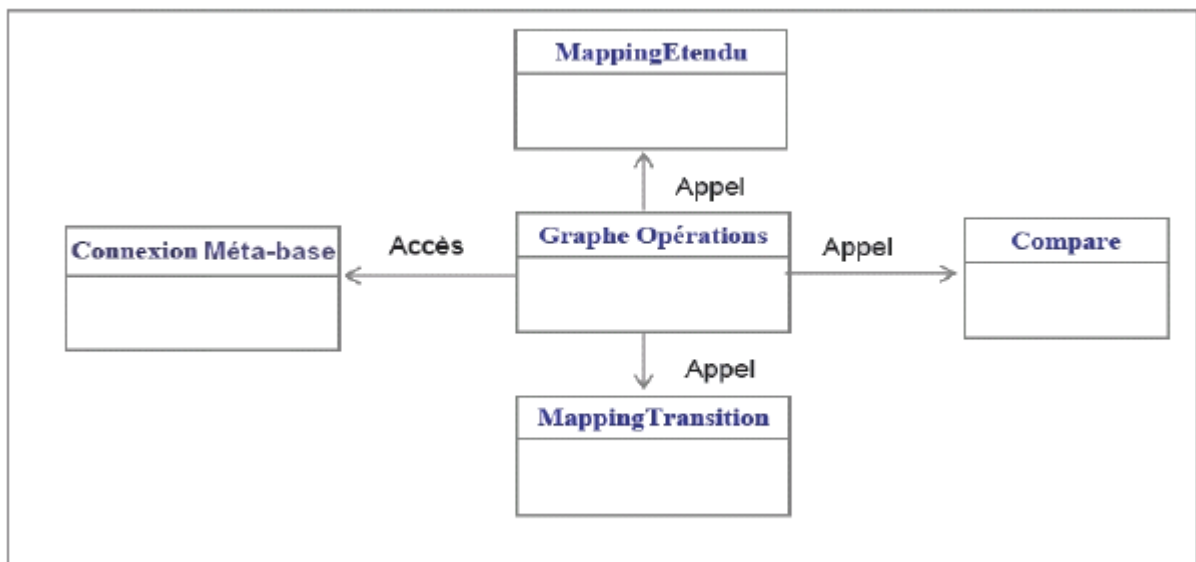 MappingEtendu
Appel
Connexion Méta-base
Accès
Graphe Opérations
Appel
Compare
Appel
MappingTransition